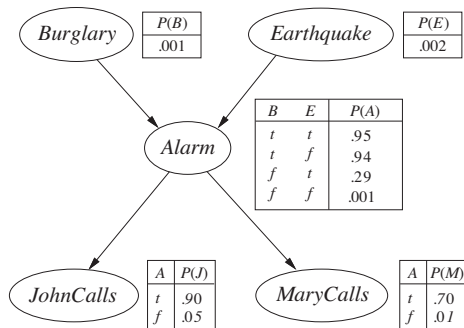 Burglary
P(B)
.001
Earthquake
P(E)
.002
Alarm
B E P(A)
t t .95
t f .94
f t .29
f f .001
JohnCalls
A P(J)
t .90
f .05
MaryCalls
A P(M)
t .70
f .01